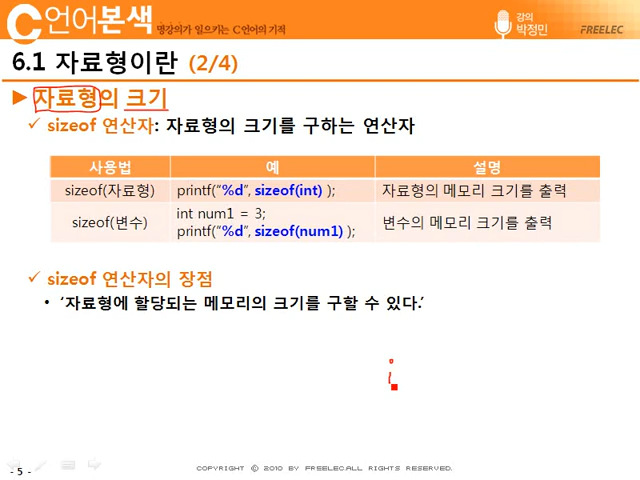 C언어본색 명강의가 일으키는 C언어의 기적
강의 박정민 FREELEC
6.1 자료형이란 (2/4)
▶ 자료형의 크기
✓ sizeof 연산자: 자료형의 크기를 구하는 연산자
사용법 예 설명
sizeof(자료형) printf("%d", sizeof(int) ); 자료형의 메모리 크기를 출력
sizeof(변수) int num1 = 3; 변수의 메모리 크기를 출력
printf("%d", sizeof(num1) );
✓ sizeof 연산자의 장점
• ‘자료형에 할당되는 메모리의 크기를 구할 수 있다.’
i
- 5 -
COPYRIGHT © 2010 BY FREELEC.ALL RIGHTS RESERVED.